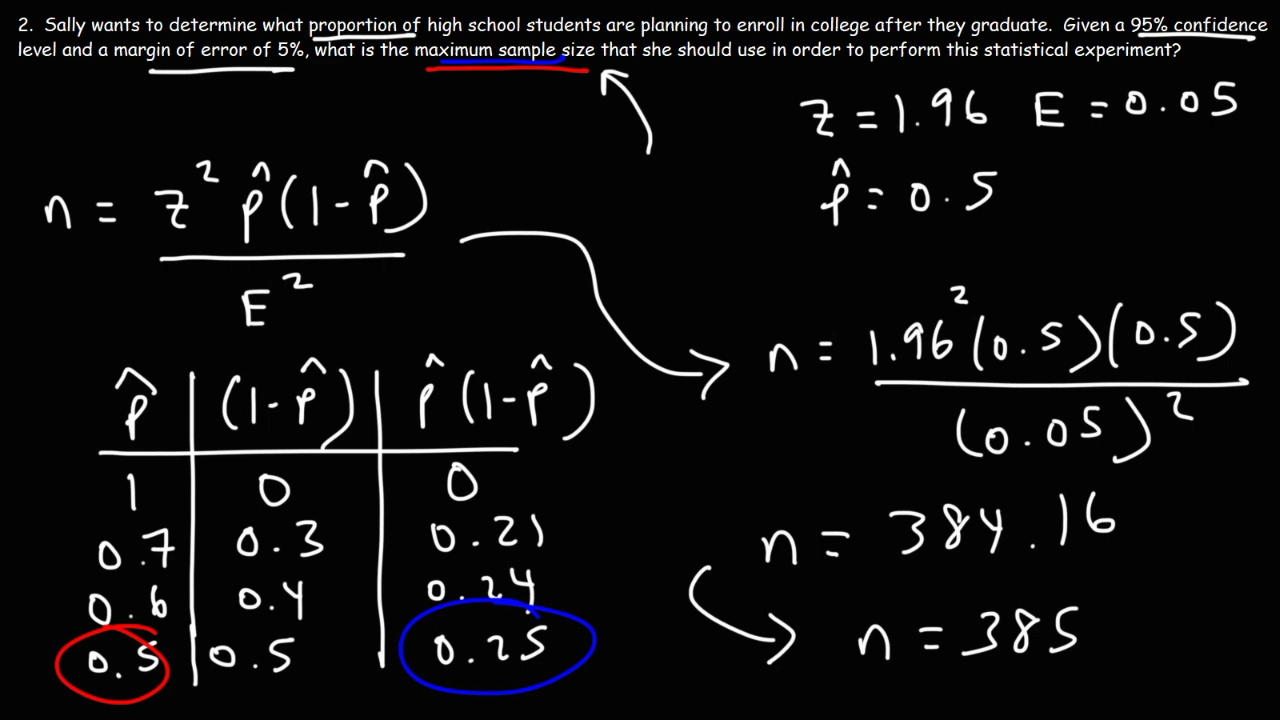 2. Sally wants to determine what proportion of high school students are planning to enroll in college after they graduate. Given a 95% confidence
level and a margin of error of 5%, what is the maximum sample size that she should use in order to perform this statistical experiment?
z = 1.96 E = 0.05
p̂ = 0.5
n = z² p̂(1-p̂)
E²
n = 1.96²(0.5)(0.5)
(0.05)²
p̂ (1-p̂) p̂(1-p̂)
1 0 0
0.7 0.3 0.21
0.6 0.4 0.24
0.5 0.5 0.25
n = 384.16
n = 385